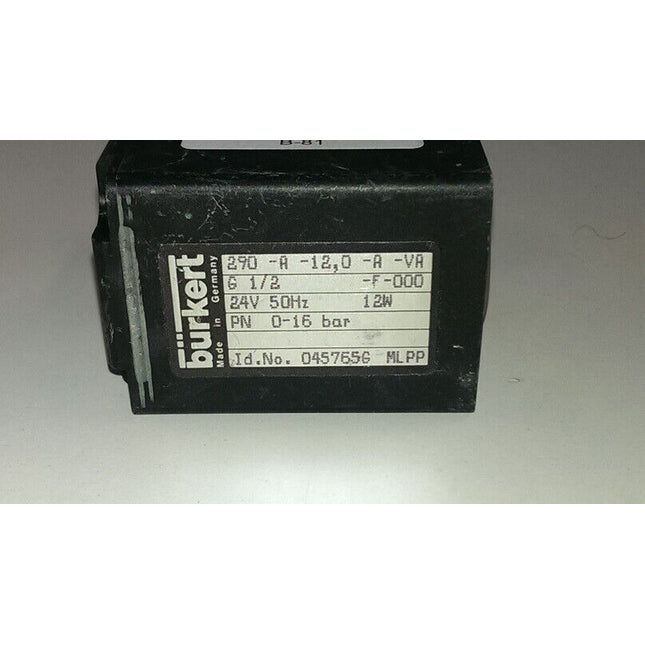 B-81
bürkert
Made in Germany
290 -A -12,0 -A -VA
G 1/2 -F-000
24V 50Hz 12W
PN 0-16 bar
Id.No. 045765G MLPP